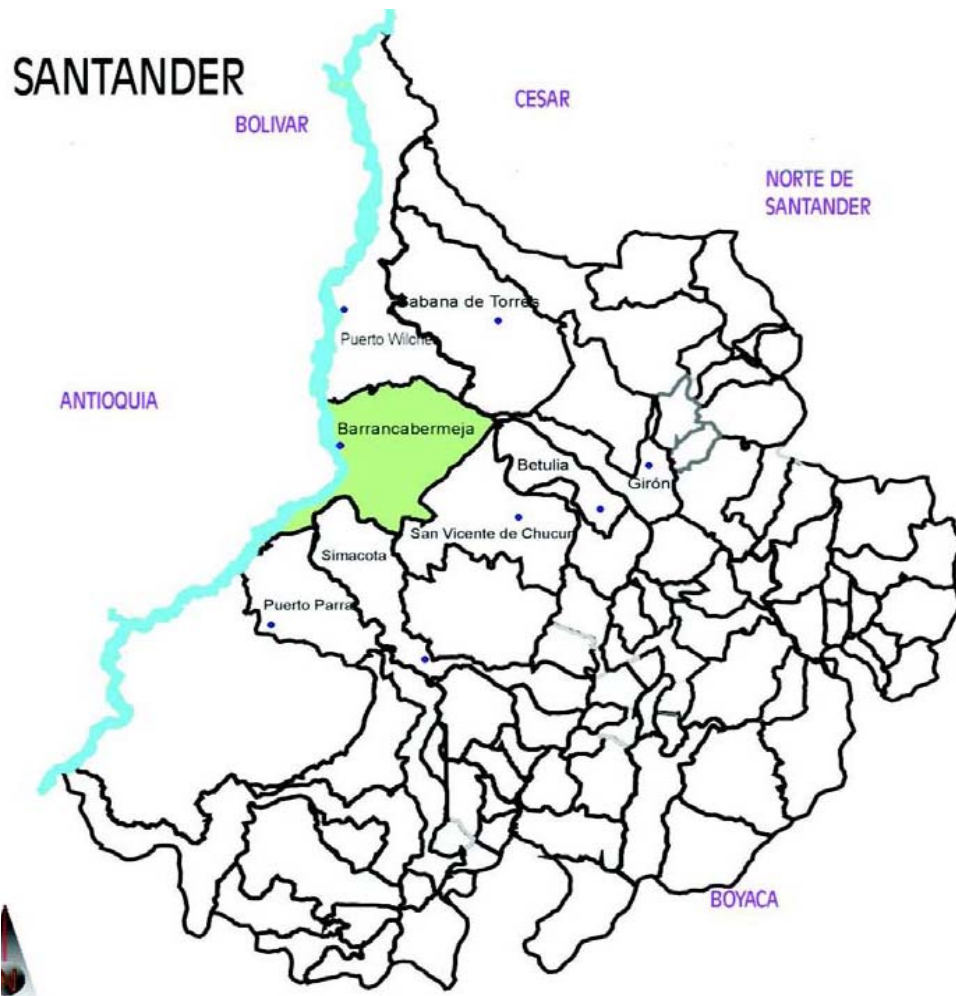 SANTANDER
CESAR
BOLIVAR
NORTE DE
SANTANDER
Sabana de Torres
Puerto Wilche
ANTIOQUIA
Barrancabermeja
Betulia
Girón
San Vicente de Chucur
Simacota
Puerto Parra
BOYACA
N